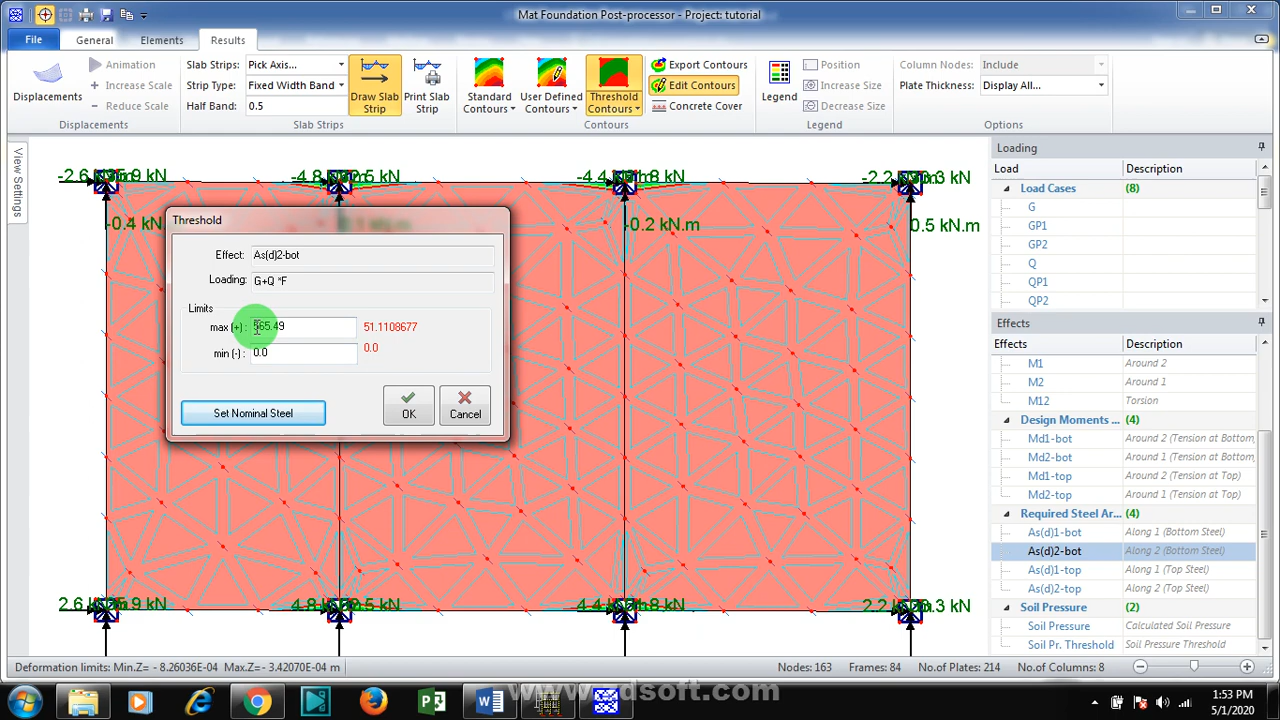 Mat Foundation Post-processor - Project: tutorial
File General Elements Results
Displacements
Animation
Increase Scale
Reduce Scale
Displacements
Slab Strips: Pick Axis...
Strip Type: Fixed Width Band
Half Band: 0.5
Draw Slab Strip
Print Slab Strip
Slab Strips
Standard Contours
User Defined Contours
Threshold Contours
Export Contours
Edit Contours
Concrete Cover
Contours
Legend
Position
Increase Size
Decrease Size
Legend
Column Nodes: Include
Plate Thickness: Display All...
Options
View Settings
-0.4 kN.m
-0.2 kN.m
0.5 kN.m
Threshold
Effect: As(d)2-bot
Loading: G+Q *F
Limits
max (+) : 565.49 51.1108677
min (-) : 0.0 0.0
Set Nominal Steel
OK
Cancel
Loading
Load Description
Load Cases (8)
G
GP1
GP2
Q
QP1
QP2
Effects
Effects Description
M1 Around 2
M2 Around 1
M12 Torsion
Design Moments ... (4)
Md1-bot Around 2 (Tension at Bottom)
Md2-bot Around 1 (Tension at Bottom)
Md1-top Around 2 (Tension at Top)
Md2-top Around 1 (Tension at Top)
Required Steel Ar... (4)
As(d)1-bot Along 1 (Bottom Steel)
As(d)2-bot Along 2 (Bottom Steel)
As(d)1-top Along 1 (Top Steel)
As(d)2-top Along 2 (Top Steel)
Soil Pressure (2)
Soil Pressure Calculated Soil Pressure
Soil Pr. Threshold Soil Pressure Threshold
Deformation limits: Min.Z= - 8.26036E-04 Max.Z= - 3.42070E-04 m
Nodes: 163 Frames: 84 No.of Plates: 214 No.of Columns: 8
1:53 PM
5/1/2020